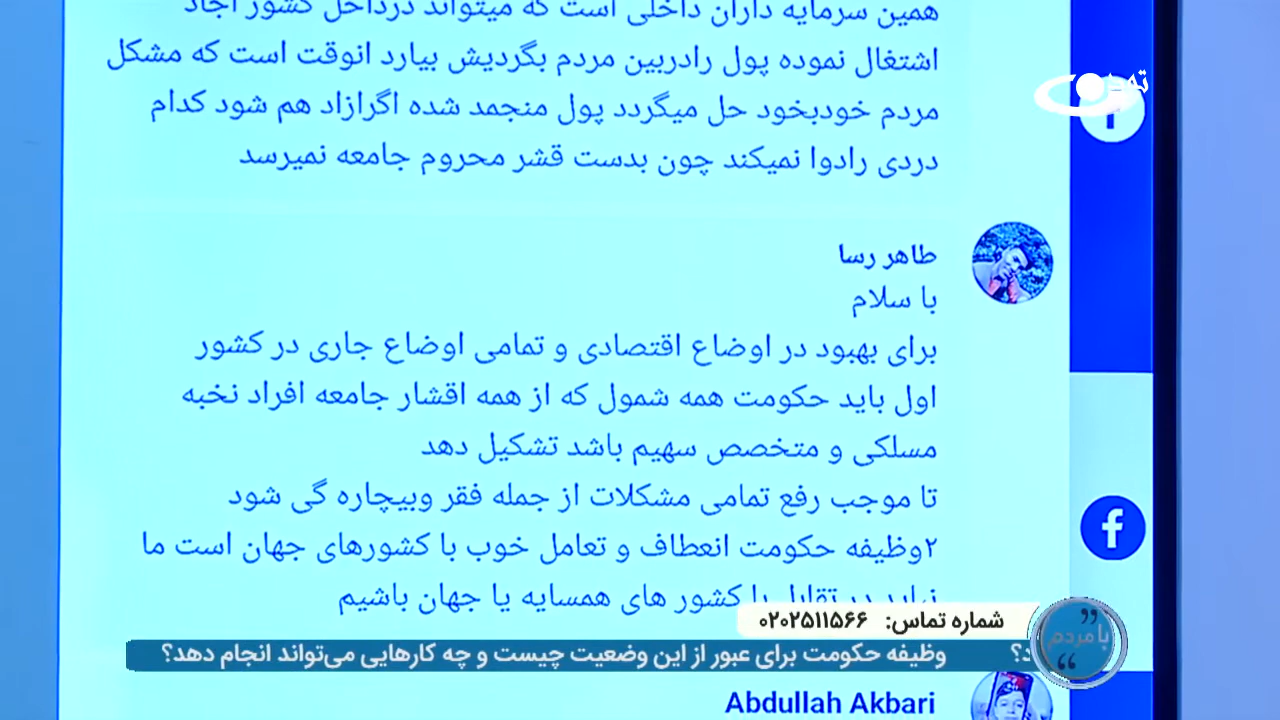 همین سرمایه داران داخلی است که میتواند درداخل کشور اجاد
اشتغال نموده پول رادربین مردم بگردیش بیارد انوقت است که مشکل
مردم خودبخود حل میگردد پول منجمد شده اگرازاد هم شود کدام
دردی رادوا نمیکند چون بدست قشر محروم جامعه نمیرسد
طاهر رسا
با سلام
برای بهبود در اوضاع اقتصادی و تمامی اوضاع جاری در کشور
اول باید حکومت همه شمول که از همه اقشار جامعه افراد نخبه
مسلکی و متخصص سهیم باشد تشکیل دهد
تا موجب رفع تمامی مشکلات از جمله فقر وبیچاره گی شود
۲وظیفه حکومت انعطاف و تعامل خوب با کشورهای جهان است ما
نباید در تقابل با کشور های همسایه یا جهان باشیم
شماره تماس: ۰۲۰۲۵۱۱۵۶۶
د؟ وظیفه حکومت برای عبور از این وضعیت چیست و چه کارهایی می‌تواند انجام دهد؟
با مردم
Abdullah Akbari